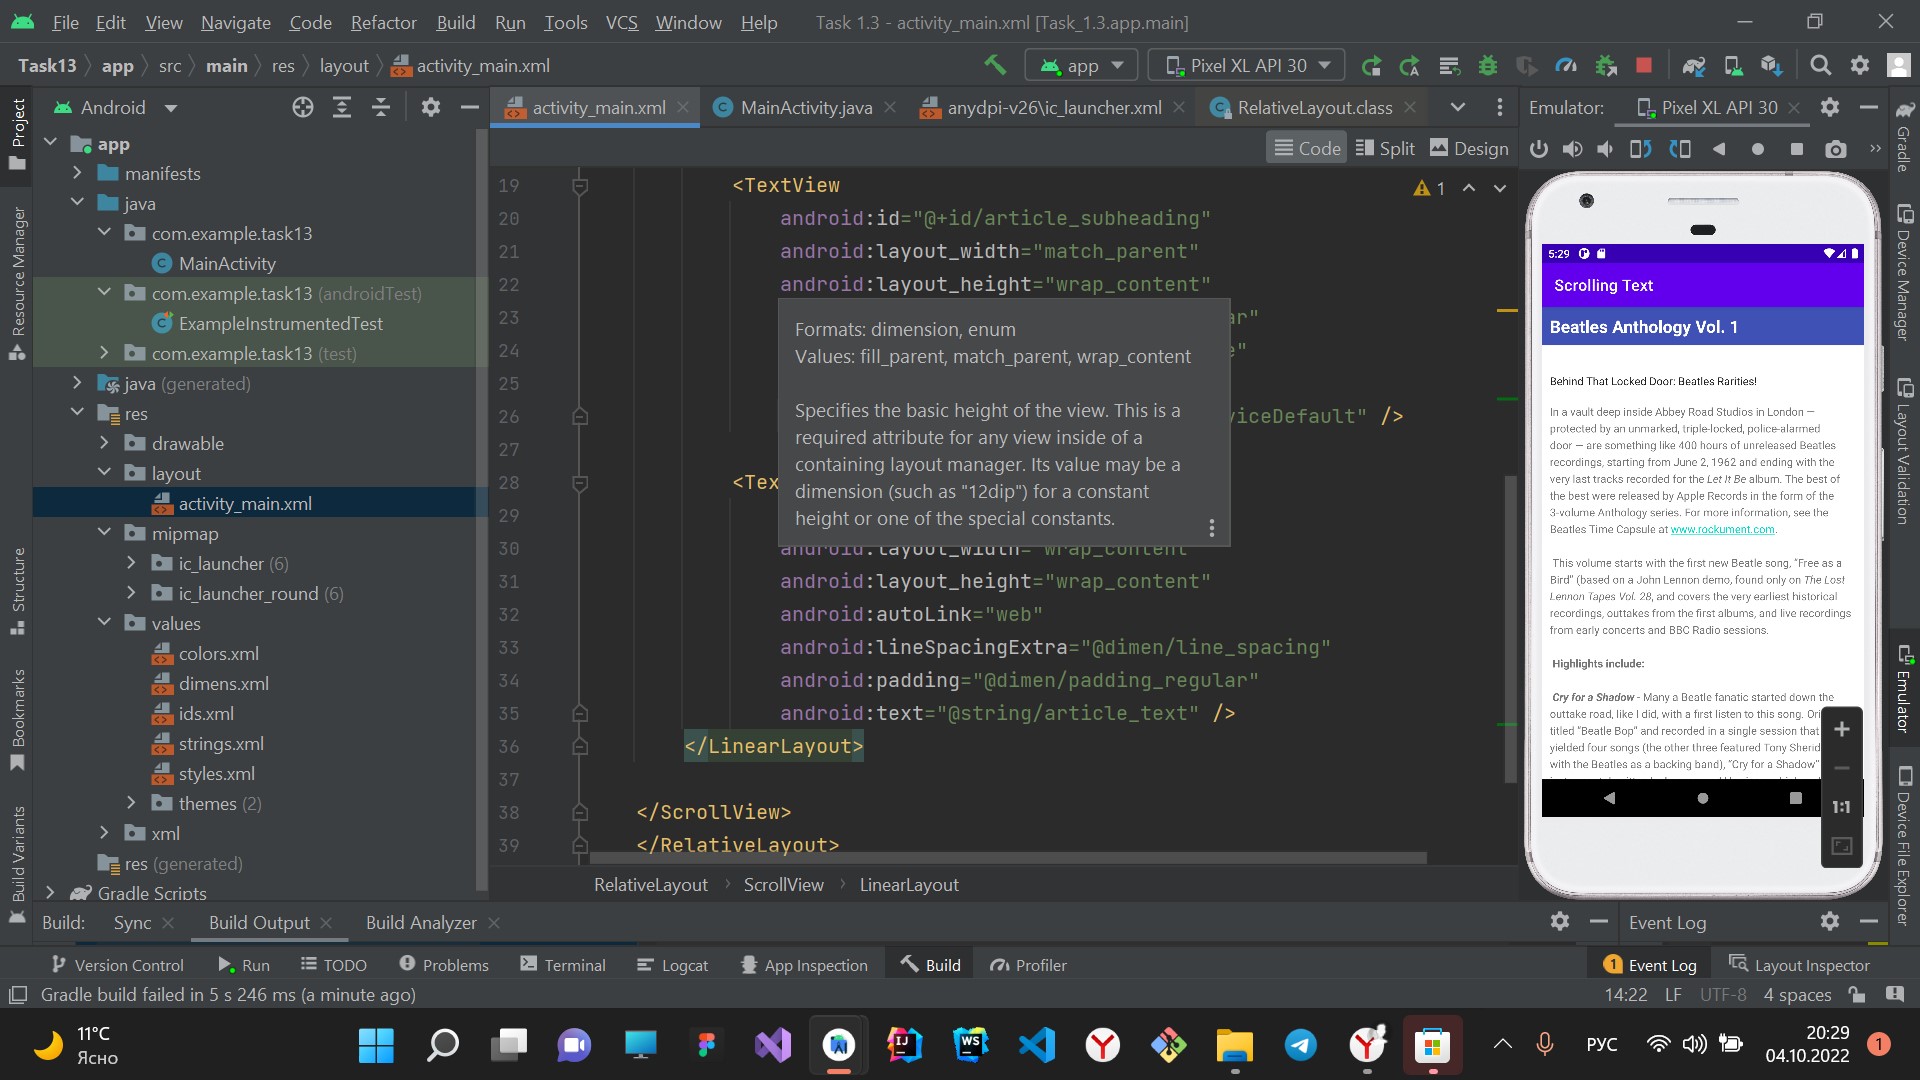 File Edit View Navigate Code Refactor Build Run Tools VCS Window Help Task 1.3 - activity_main.xml [Task_1.3.app.main]
Task13 app src main res layout activity_main.xml app Pixel XL API 30
Project
Resource Manager
Structure
Bookmarks
Build Variants
Android
app
manifests
java
com.example.task13
MainActivity
com.example.task13 (androidTest)
ExampleInstrumentedTest
com.example.task13 (test)
java (generated)
res
drawable
layout
activity_main.xml
mipmap
ic_launcher (6)
ic_launcher_round (6)
values
colors.xml
dimens.xml
ids.xml
strings.xml
styles.xml
themes (2)
xml
res (generated)
Gradle Scripts
activity_main.xml MainActivity.java anydpi-v26\ic_launcher.xml RelativeLayout.class
Code Split Design
1
19 <TextView
20 android:id="@+id/article_subheading"
21 android:layout_width="match_parent"
22 android:layout_height="wrap_content"
23 ar"
24 e"
25
26 viceDefault" />
27
28 <Tex
29
30 android:layout_width="wrap_content"
31 android:layout_height="wrap_content"
32 android:autoLink="web"
33 android:lineSpacingExtra="@dimen/line_spacing"
34 android:padding="@dimen/padding_regular"
35 android:text="@string/article_text" />
36 </LinearLayout>
37
38 </ScrollView>
39 </RelativeLayout>
Formats: dimension, enum
Values: fill_parent, match_parent, wrap_content
Specifies the basic height of the view. This is a
required attribute for any view inside of a
containing layout manager. Its value may be a
dimension (such as "12dip") for a constant
height or one of the special constants.
RelativeLayout ScrollView LinearLayout
Emulator: Pixel XL API 30
5:29
Scrolling Text
Beatles Anthology Vol. 1
Behind That Locked Door: Beatles Rarities!
In a vault deep inside Abbey Road Studios in London —
protected by an unmarked, triple-locked, police-alarmed
door — are something like 400 hours of unreleased Beatles
recordings, starting from June 2, 1962 and ending with the
very last tracks recorded for the Let It Be album. The best of
the best were released by Apple Records in the form of the
3-volume Anthology series. For more information, see the
Beatles Time Capsule at www.rockument.com.
This volume starts with the first new Beatle song, “Free as a
Bird” (based on a John Lennon demo, found only on The Lost
Lennon Tapes Vol. 28, and covers the very earliest historical
recordings, outtakes from the first albums, and live recordings
from early concerts and BBC Radio sessions.
Highlights include:
Cry for a Shadow - Many a Beatle fanatic started down the
outtake road, like I did, with a first listen to this song. Ori
titled “Beatle Bop” and recorded in a single session that
yielded four songs (the other three featured Tony Sherid
with the Beatles as a backing band), “Cry for a Shadow”
1:1
Gradle
Device Manager
Layout Validation
Emulator
Device File Explorer
Build: Sync Build Output Build Analyzer Event Log
Version Control Run TODO Problems Terminal Logcat App Inspection Build Profiler 1 Event Log Layout Inspector
Gradle build failed in 5 s 246 ms (a minute ago) 14:22 LF UTF-8 4 spaces
11°C
Ясно
РУС
20:29
04.10.2022
1